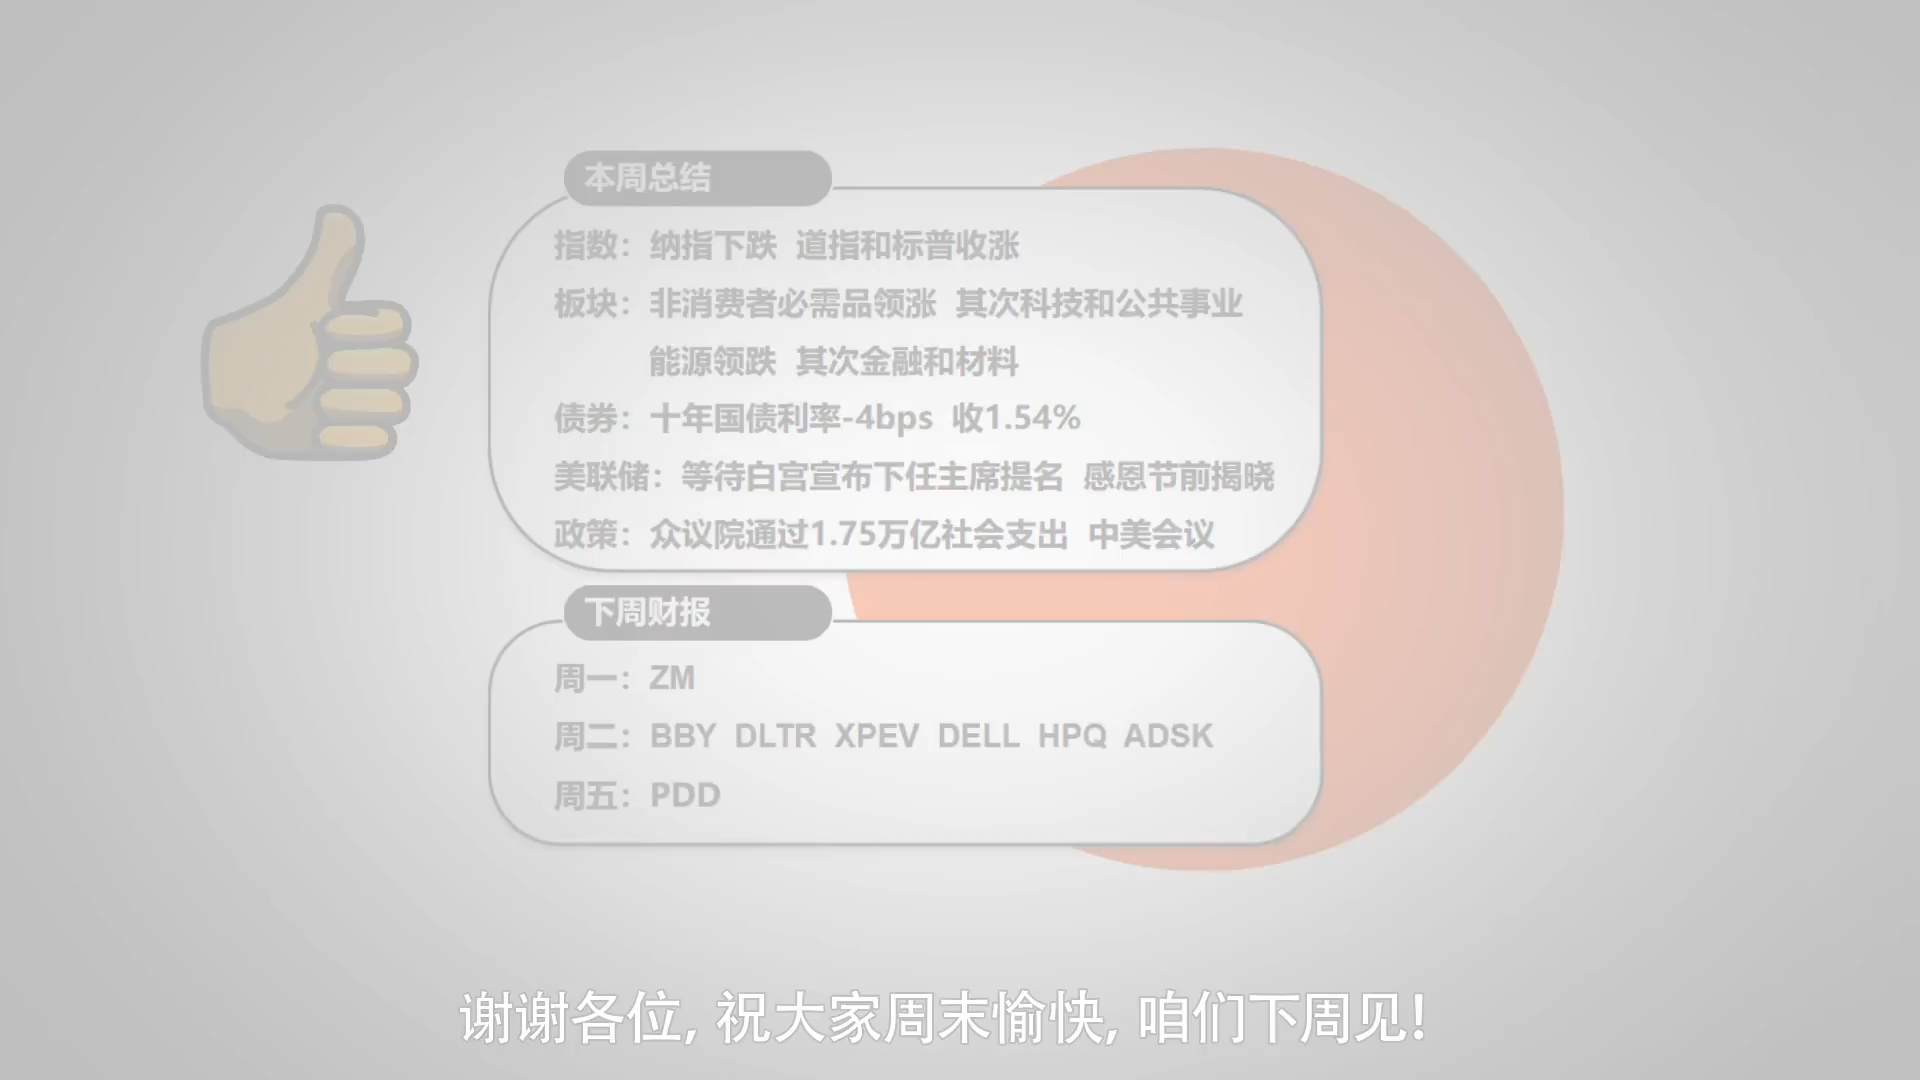 本周总结
指数：纳指下跌 道指和标普收涨
板块：非消费者必需品领涨 其次科技和公共事业
能源领跌 其次金融和材料
债券：十年国债利率-4bps 收1.54%
美联储：等待白宫宣布下任主席提名 感恩节前揭晓
政策：众议院通过1.75万亿社会支出 中美会议
下周财报
周一：ZM
周二：BBY DLTR XPEV DELL HPQ ADSK
周五：PDD
谢谢各位, 祝大家周末愉快, 咱们下周见!